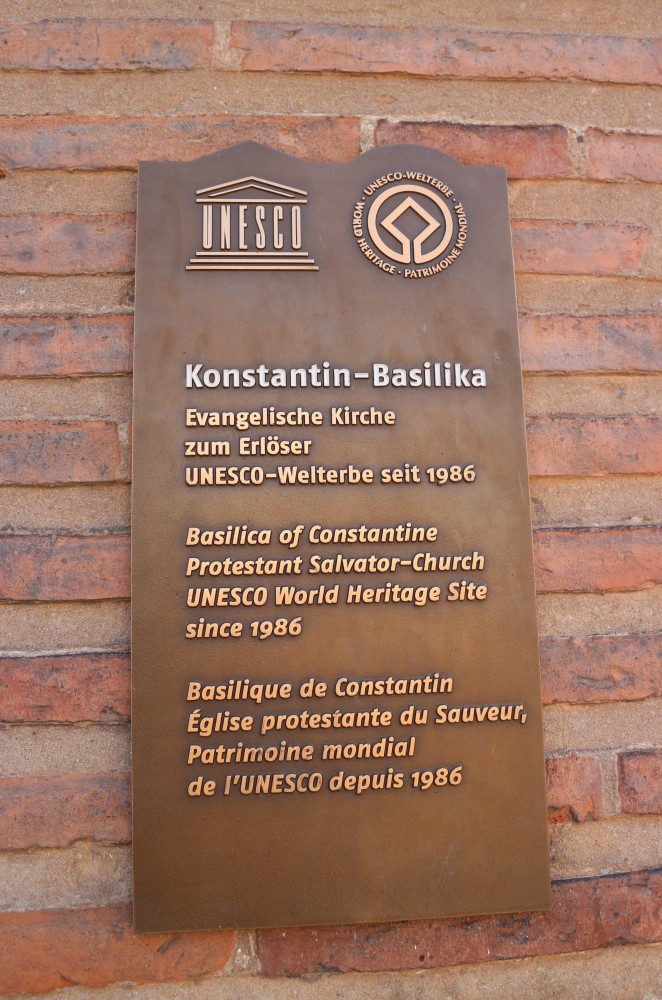 UNESCO
UNESCO-WELTERBE · WORLD HERITAGE · PATRIMOINE MONDIAL ·
Konstantin-Basilika
Evangelische Kirche
zum Erlöser
UNESCO-Welterbe seit 1986
Basilica of Constantine
Protestant Salvator-Church
UNESCO World Heritage Site
since 1986
Basilique de Constantin
Église protestante du Sauveur,
Patrimoine mondial
de l'UNESCO depuis 1986